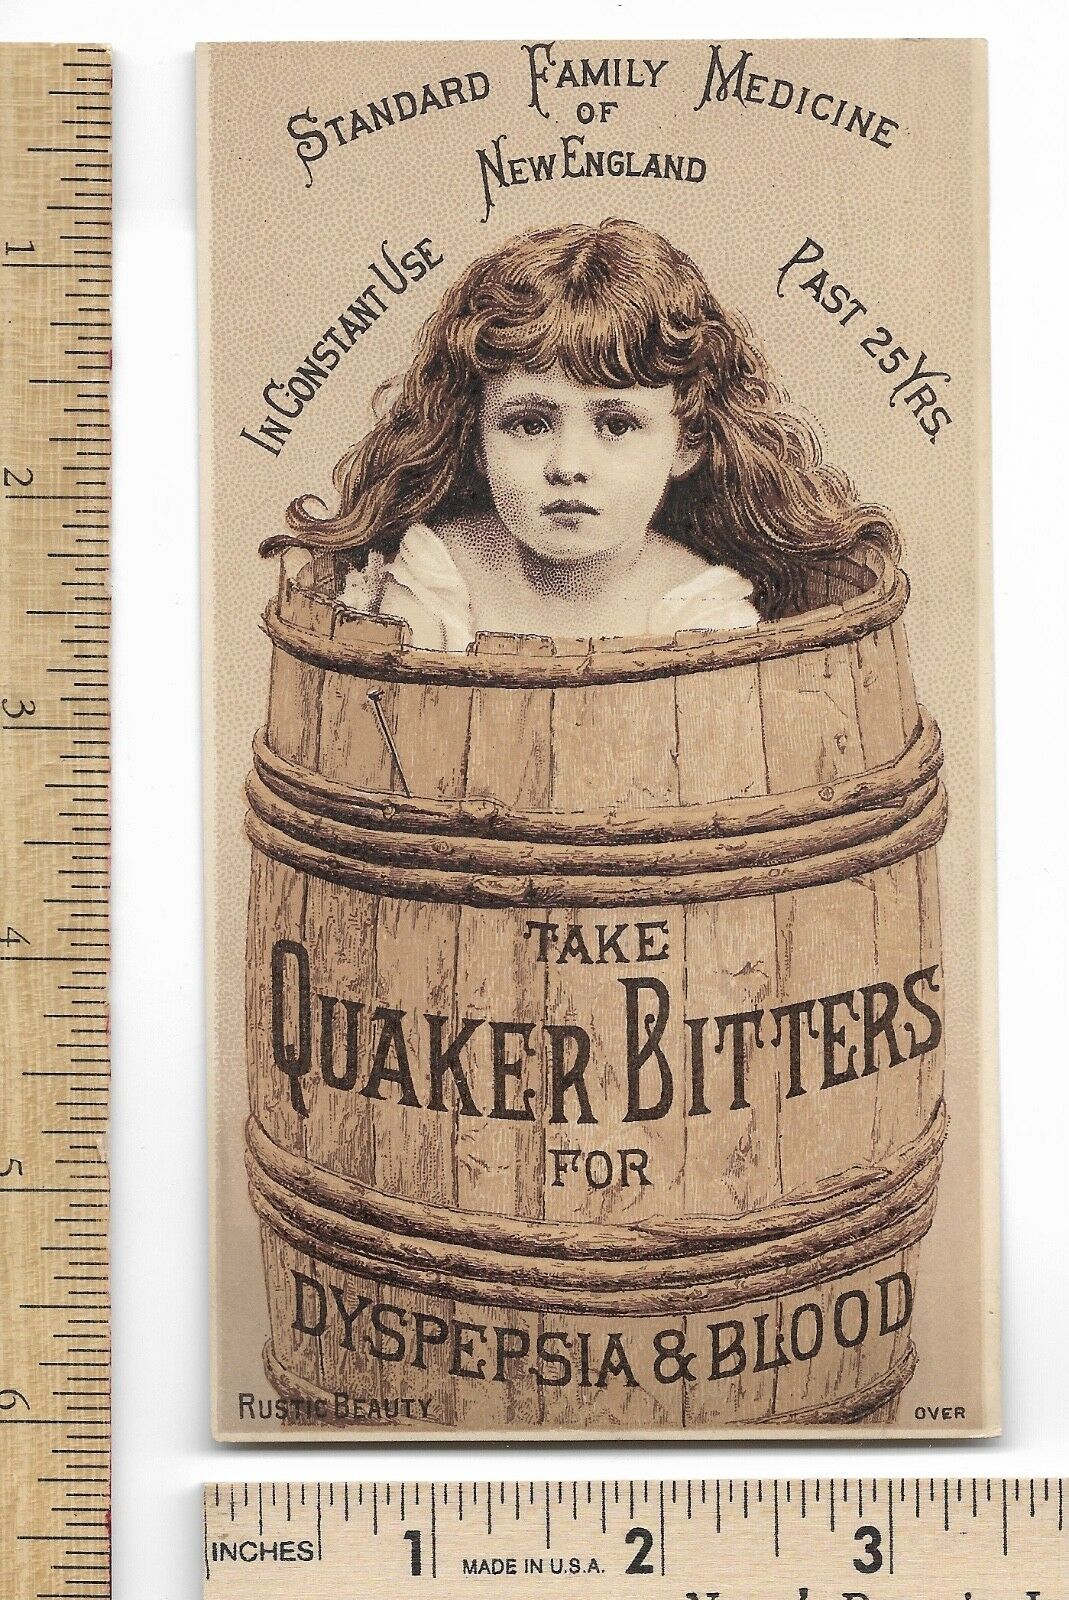 STANDARD FAMILY MEDICINE
OF
NEW ENGLAND
IN CONSTANT USE
PAST 25 YRS.
TAKE
QUAKER BITTERS
FOR
DYSPEPSIA & BLOOD
RUSTIC BEAUTY
OVER
1
2
3
4
5
6
INCHES 1 MADE IN U.S.A. 2 3